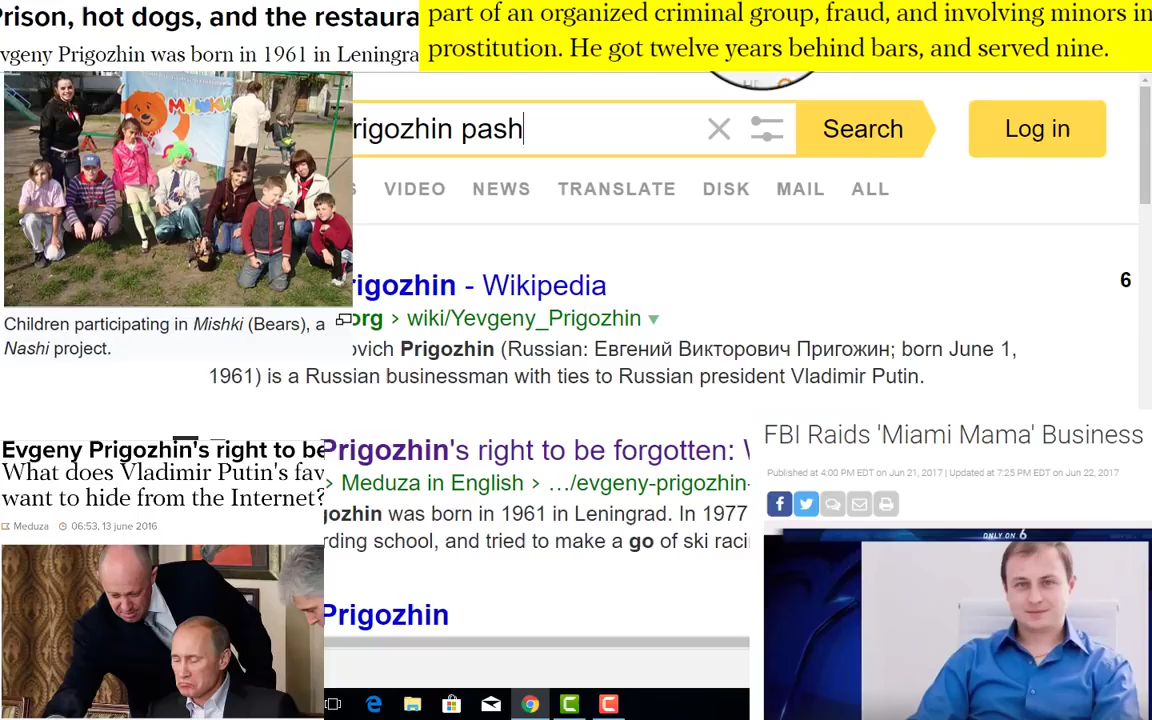 rison, hot dogs, and the restaura
vgeny Prigozhin was born in 1961 in Leningra
part of an organized criminal group, fraud, and involving minors in
prostitution. He got twelve years behind bars, and served nine.
МИШКИ
rigozhin pash
Search
Log in
S VIDEO NEWS TRANSLATE DISK MAIL ALL
Children participating in Mishki (Bears), a
Nashi project.
rigozhin - Wikipedia
org › wiki/Yevgeny_Prigozhin
6
ovich Prigozhin (Russian: Евгений Викторович Пригожин; born June 1,
1961) is a Russian businessman with ties to Russian president Vladimir Putin.
Evgeny Prigozhin's right to be
What does Vladimir Putin's fav
want to hide from the Internet?
Meduza 06:53, 13 june 2016
Prigozhin's right to be forgotten:
› Meduza in English › …/evgeny-prigozhin-
gozhin was born in 1961 in Leningrad. In 1977
rding school, and tried to make a go of ski raci
Prigozhin
FBI Raids 'Miami Mama' Business
Published at 4:00 PM EDT on Jun 21, 2017 | Updated at 7:25 PM EDT on Jun 22, 2017
ONLY ON 6